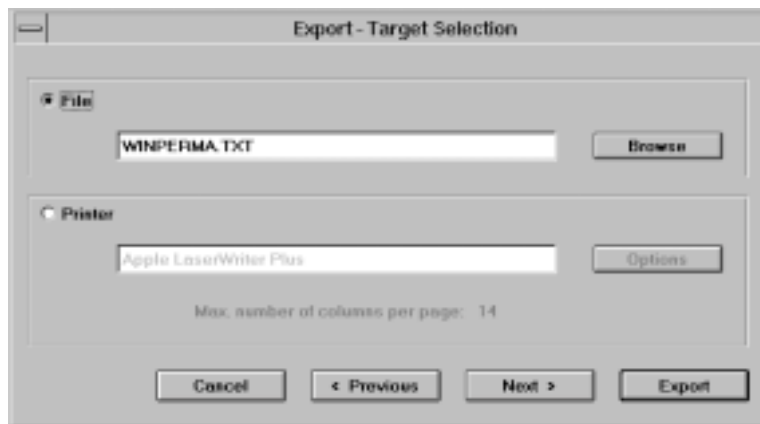 Export - Target Selection
File
WINPERMA.TXT
Browse
Printer
Apple LaserWriter Plus
Options
Max. number of columns per page: 14
Cancel
< Previous
Next >
Export